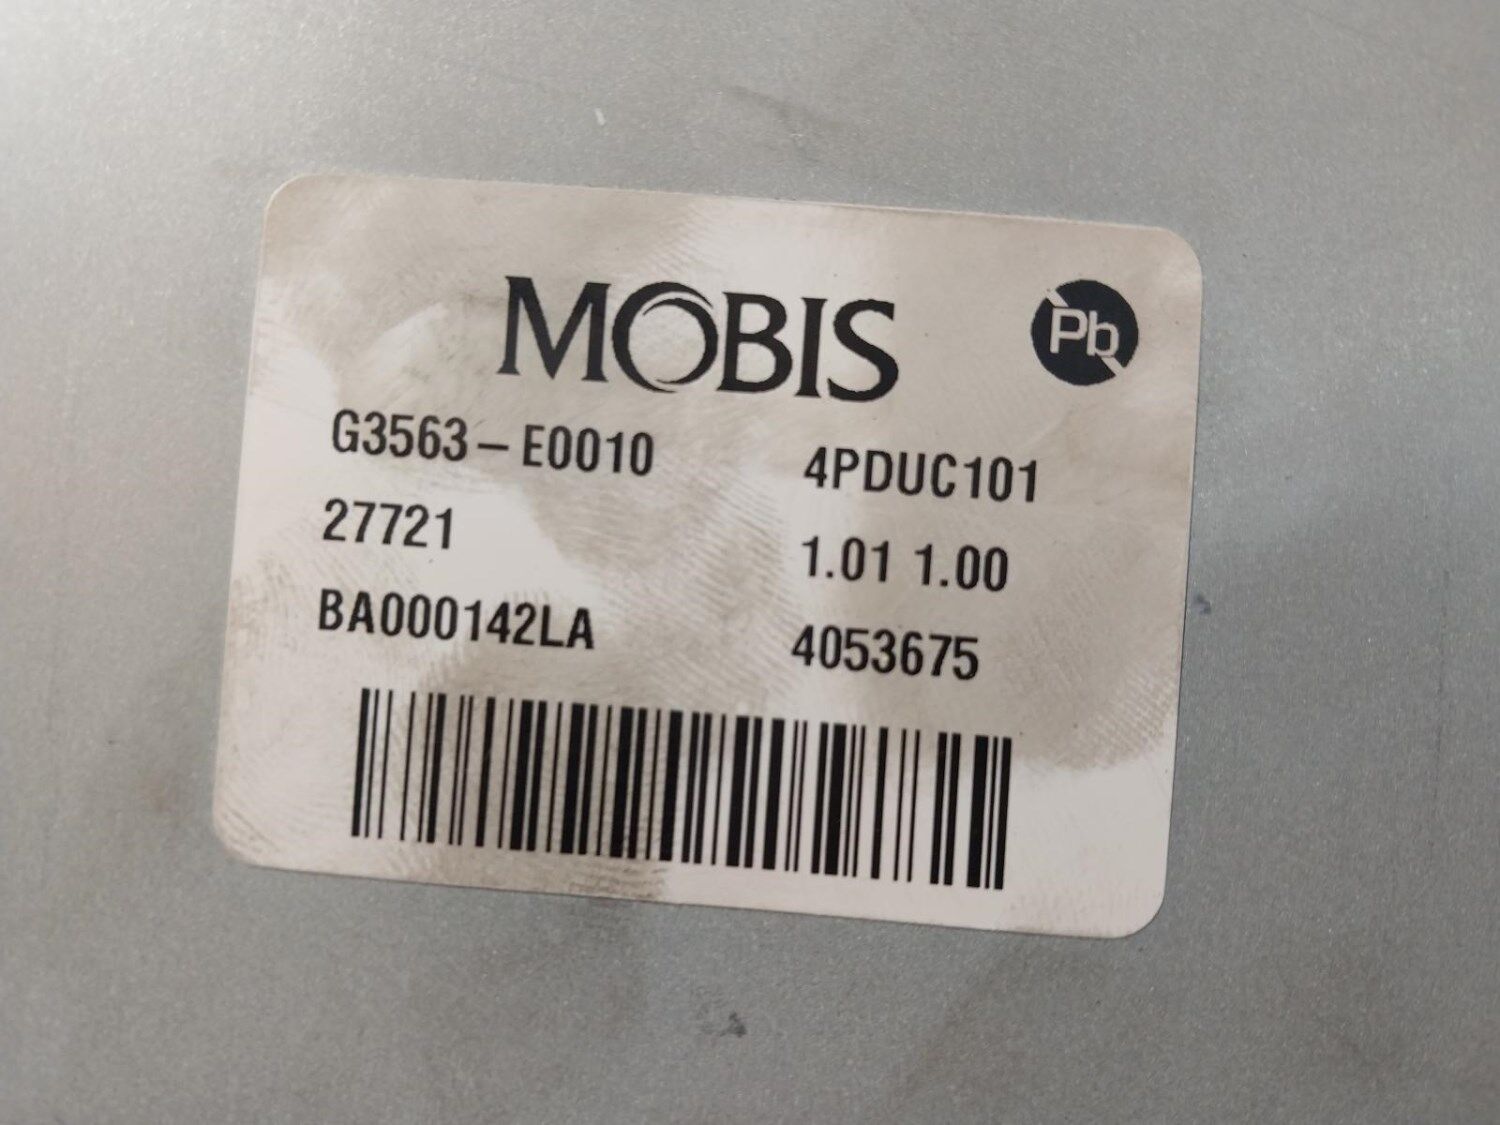 MOBIS
Pb
G3563-E0010 4PDUC101
27721 1.01 1.00
BA000142LA 4053675